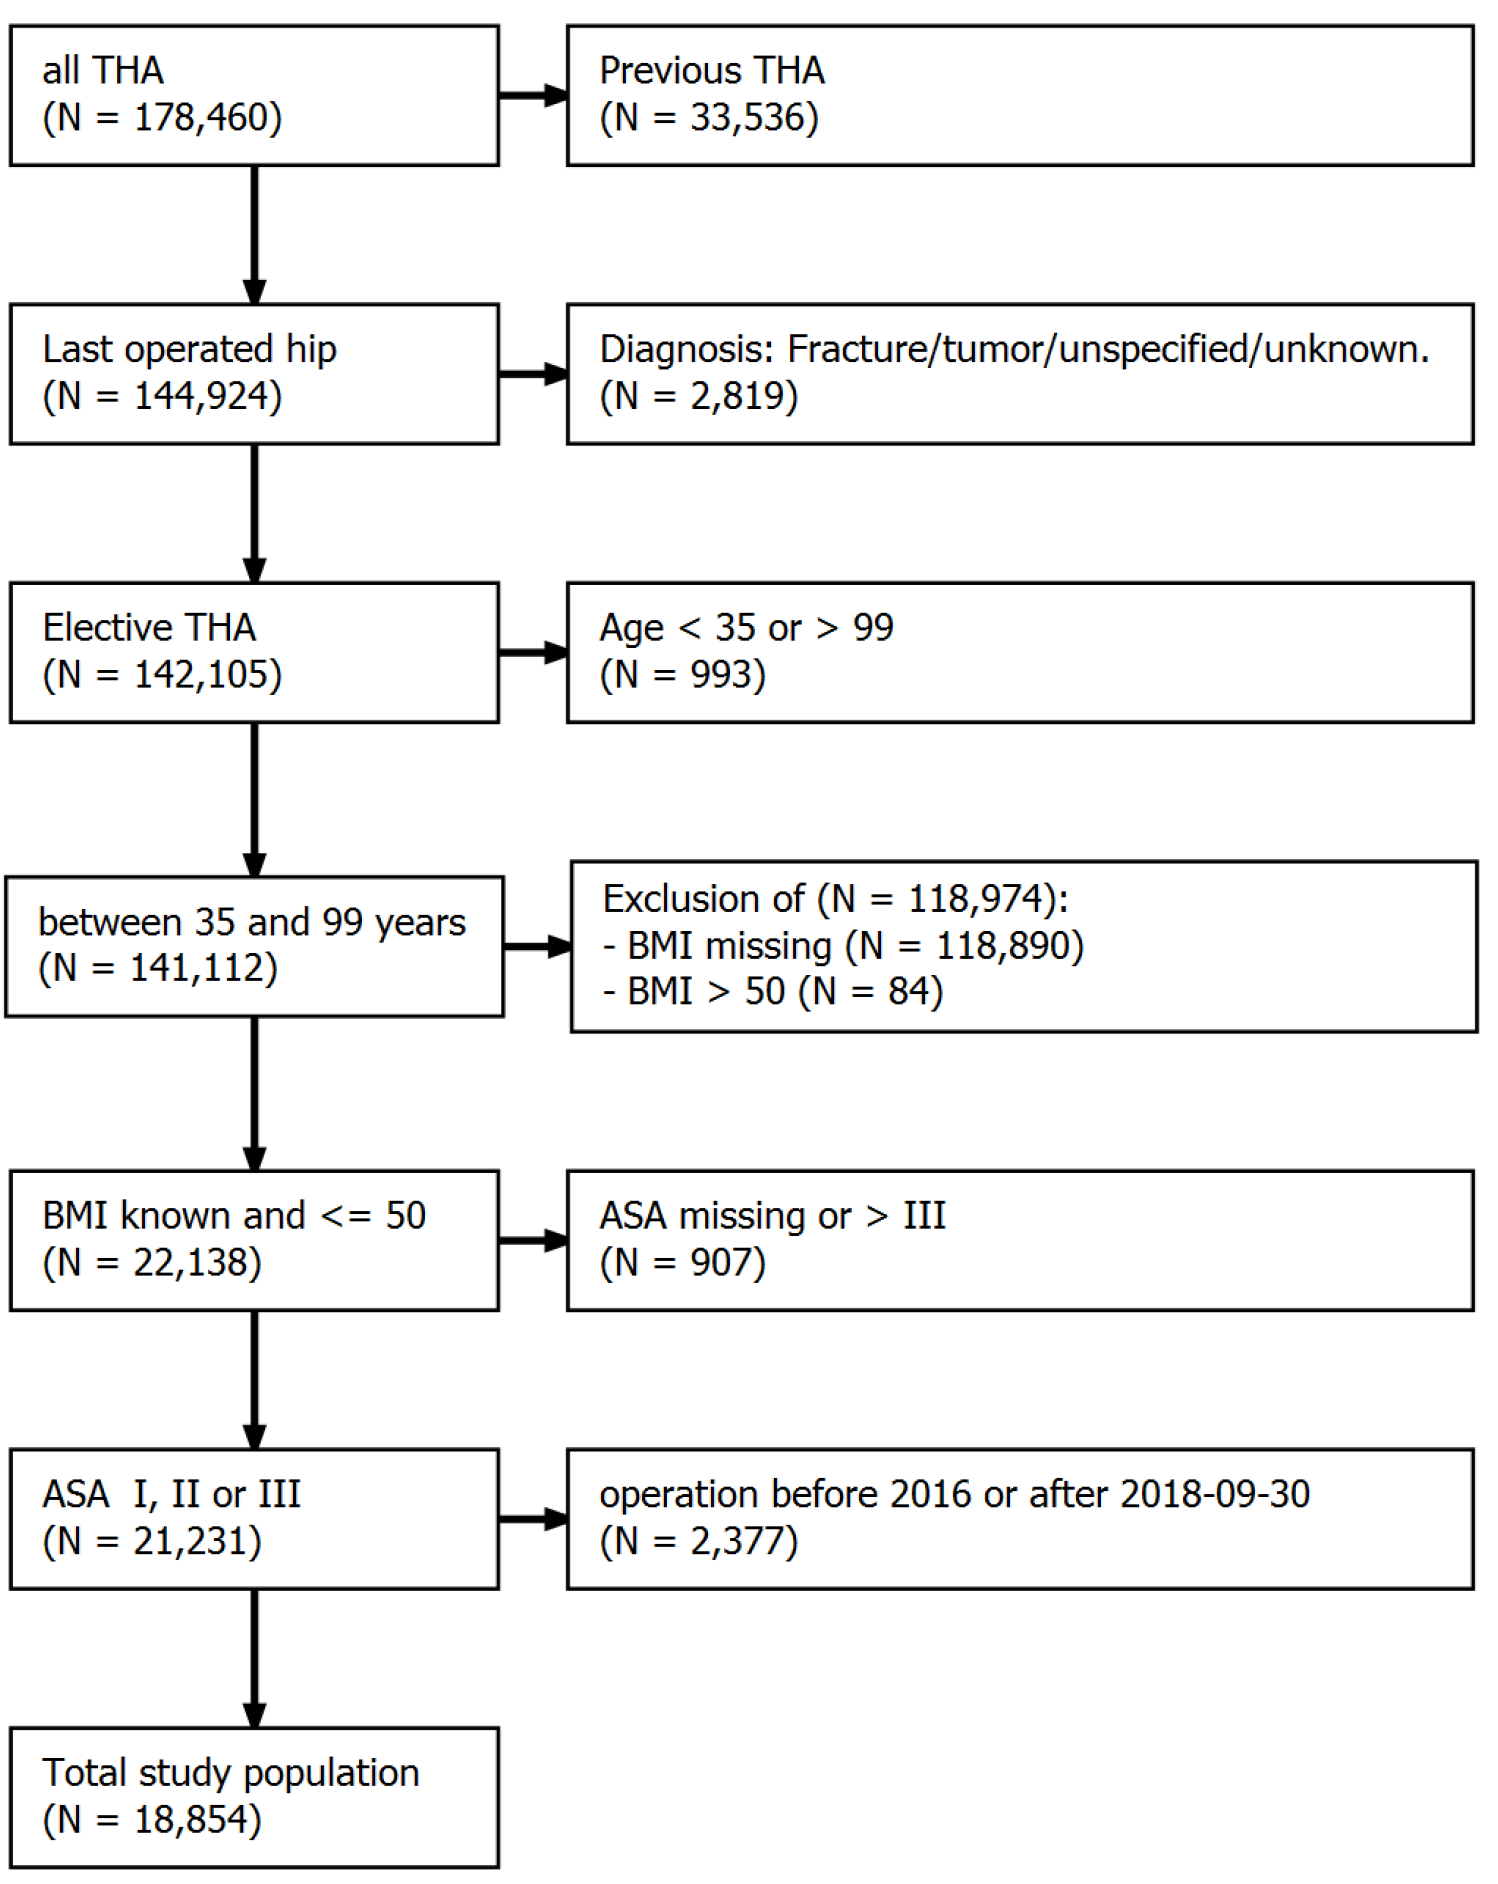 all THA
(N = 178,460)
Previous THA
(N = 33,536)
Last operated hip
(N = 144,924)
Diagnosis: Fracture/tumor/unspecified/unknown.
(N = 2,819)
Elective THA
(N = 142,105)
Age < 35 or > 99
(N = 993)
between 35 and 99 years
(N = 141,112)
Exclusion of (N = 118,974):
- BMI missing (N = 118,890)
- BMI > 50 (N = 84)
BMI known and <= 50
(N = 22,138)
ASA missing or > III
(N = 907)
ASA  I, II or III
(N = 21,231)
operation before 2016 or after 2018-09-30
(N = 2,377)
Total study population
(N = 18,854)